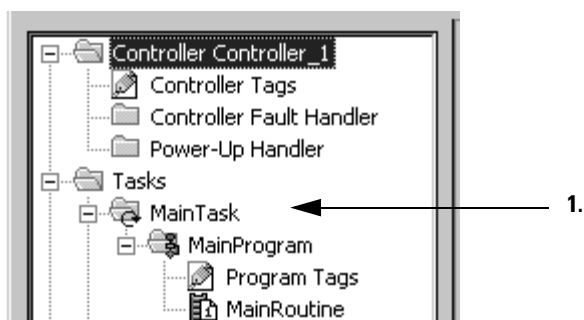 Controller Controller_1
Controller Tags
Controller Fault Handler
Power-Up Handler
Tasks
MainTask
1.
MainProgram
Program Tags
MainRoutine